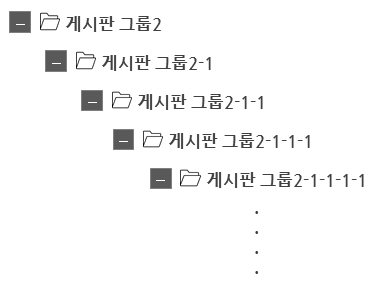 게시판 그룹2
게시판 그룹2-1
게시판 그룹2-1-1
게시판 그룹2-1-1-1
게시판 그룹2-1-1-1-1
.
.
.
.